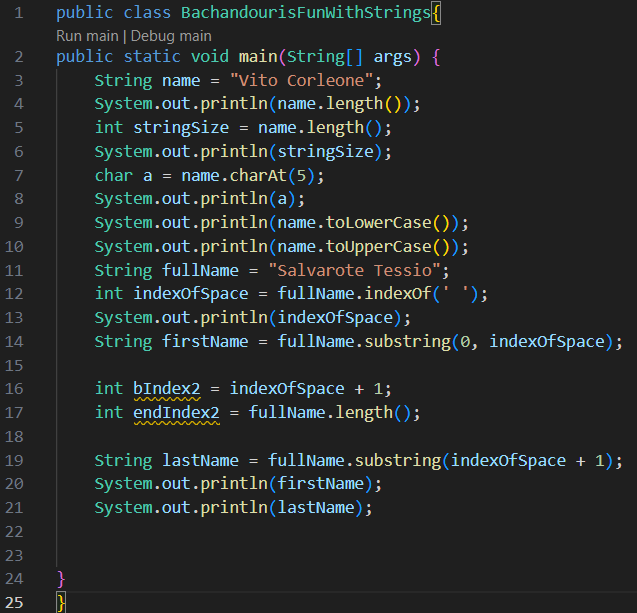 1 public class BachandourisFunWithStrings{
Run main | Debug main
2 public static void main(String[] args) {
3 String name = "Vito Corleone";
4 System.out.println(name.length());
5 int stringSize = name.length();
6 System.out.println(stringSize);
7 char a = name.charAt(5);
8 System.out.println(a);
9 System.out.println(name.toLowerCase());
10 System.out.println(name.toUpperCase());
11 String fullName = "Salvarote Tessio";
12 int indexOfSpace = fullName.indexOf(' ');
13 System.out.println(indexOfSpace);
14 String firstName = fullName.substring(0, indexOfSpace);
15
16 int bIndex2 = indexOfSpace + 1;
17 int endIndex2 = fullName.length();
18
19 String lastName = fullName.substring(indexOfSpace + 1);
20 System.out.println(firstName);
21 System.out.println(lastName);
22
23
24 }
25 }